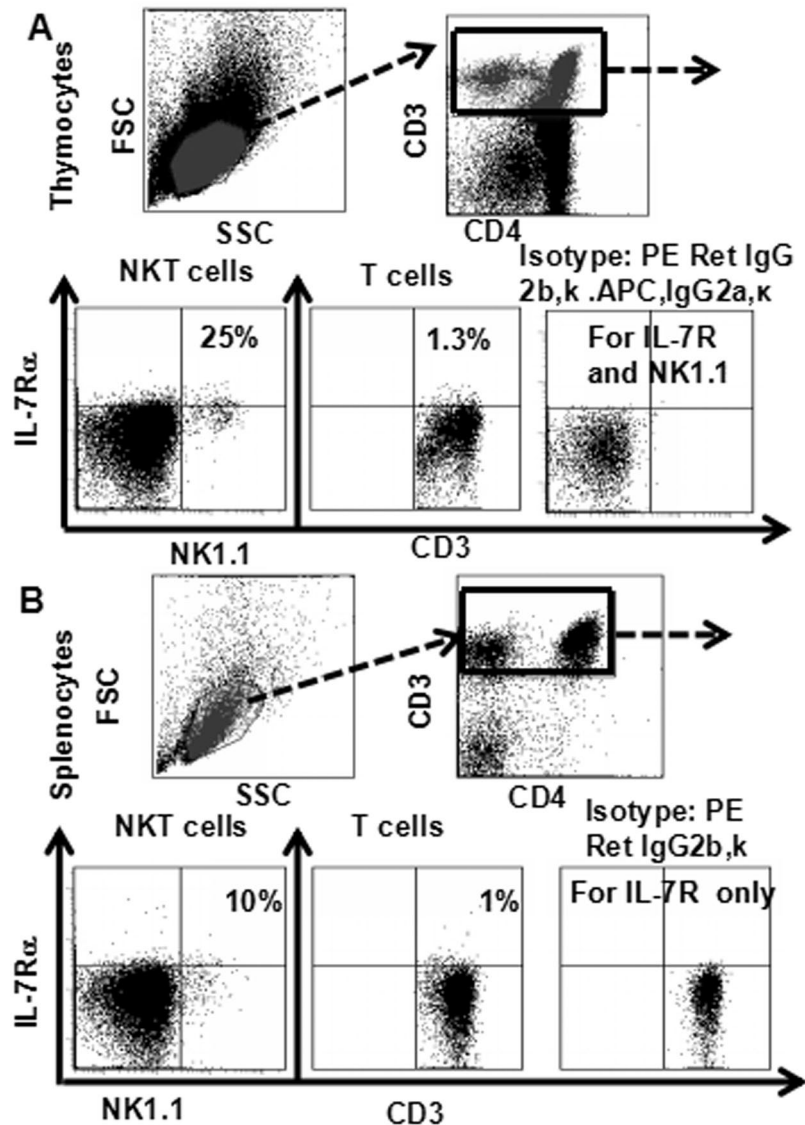 A
Thymocytes
FSC
SSC
CD3
CD4
NKT cells
T cells
Isotype: PE Ret IgG
2b,k .APC,IgG2a,κ
IL-7Rα
25%
1.3%
For IL-7R
and NK1.1
NK1.1
CD3
B
Splenocytes
FSC
SSC
CD3
CD4
NKT cells
T cells
Isotype: PE
Ret IgG2b,k
IL-7Rα
10%
1%
For IL-7R only
NK1.1
CD3